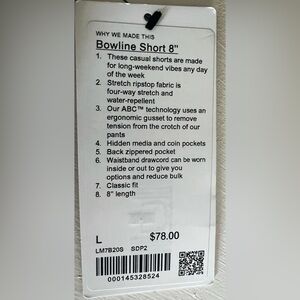 WHY WE MADE THIS
Bowline Short 8"
1. These casual shorts are made
for long-weekend vibes any day
of the week
2. Stretch ripstop fabric is
four-way stretch and
water-repellent
3. Our ABC™ technology uses an
ergonomic gusset to remove
tension from the crotch of our
pants
4. Hidden media and coin pockets
5. Back zippered pocket
6. Waistband drawcord can be worn
inside or out to give you
options and reduce bulk
7. Classic fit
8. 8" length
L $78.00
LM7B20S SDP2
000145328524